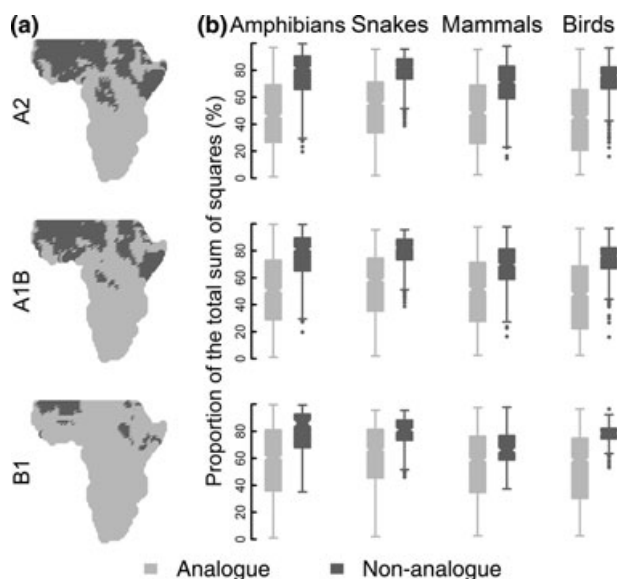 (a)
(b)
Amphibians Snakes Mammals Birds
A2
A1B
B1
Proportion of the total sum of squares (%)
0 20 40 60 80
0 20 40 60 80
0 20 40 60 80
Analogue Non-analogue